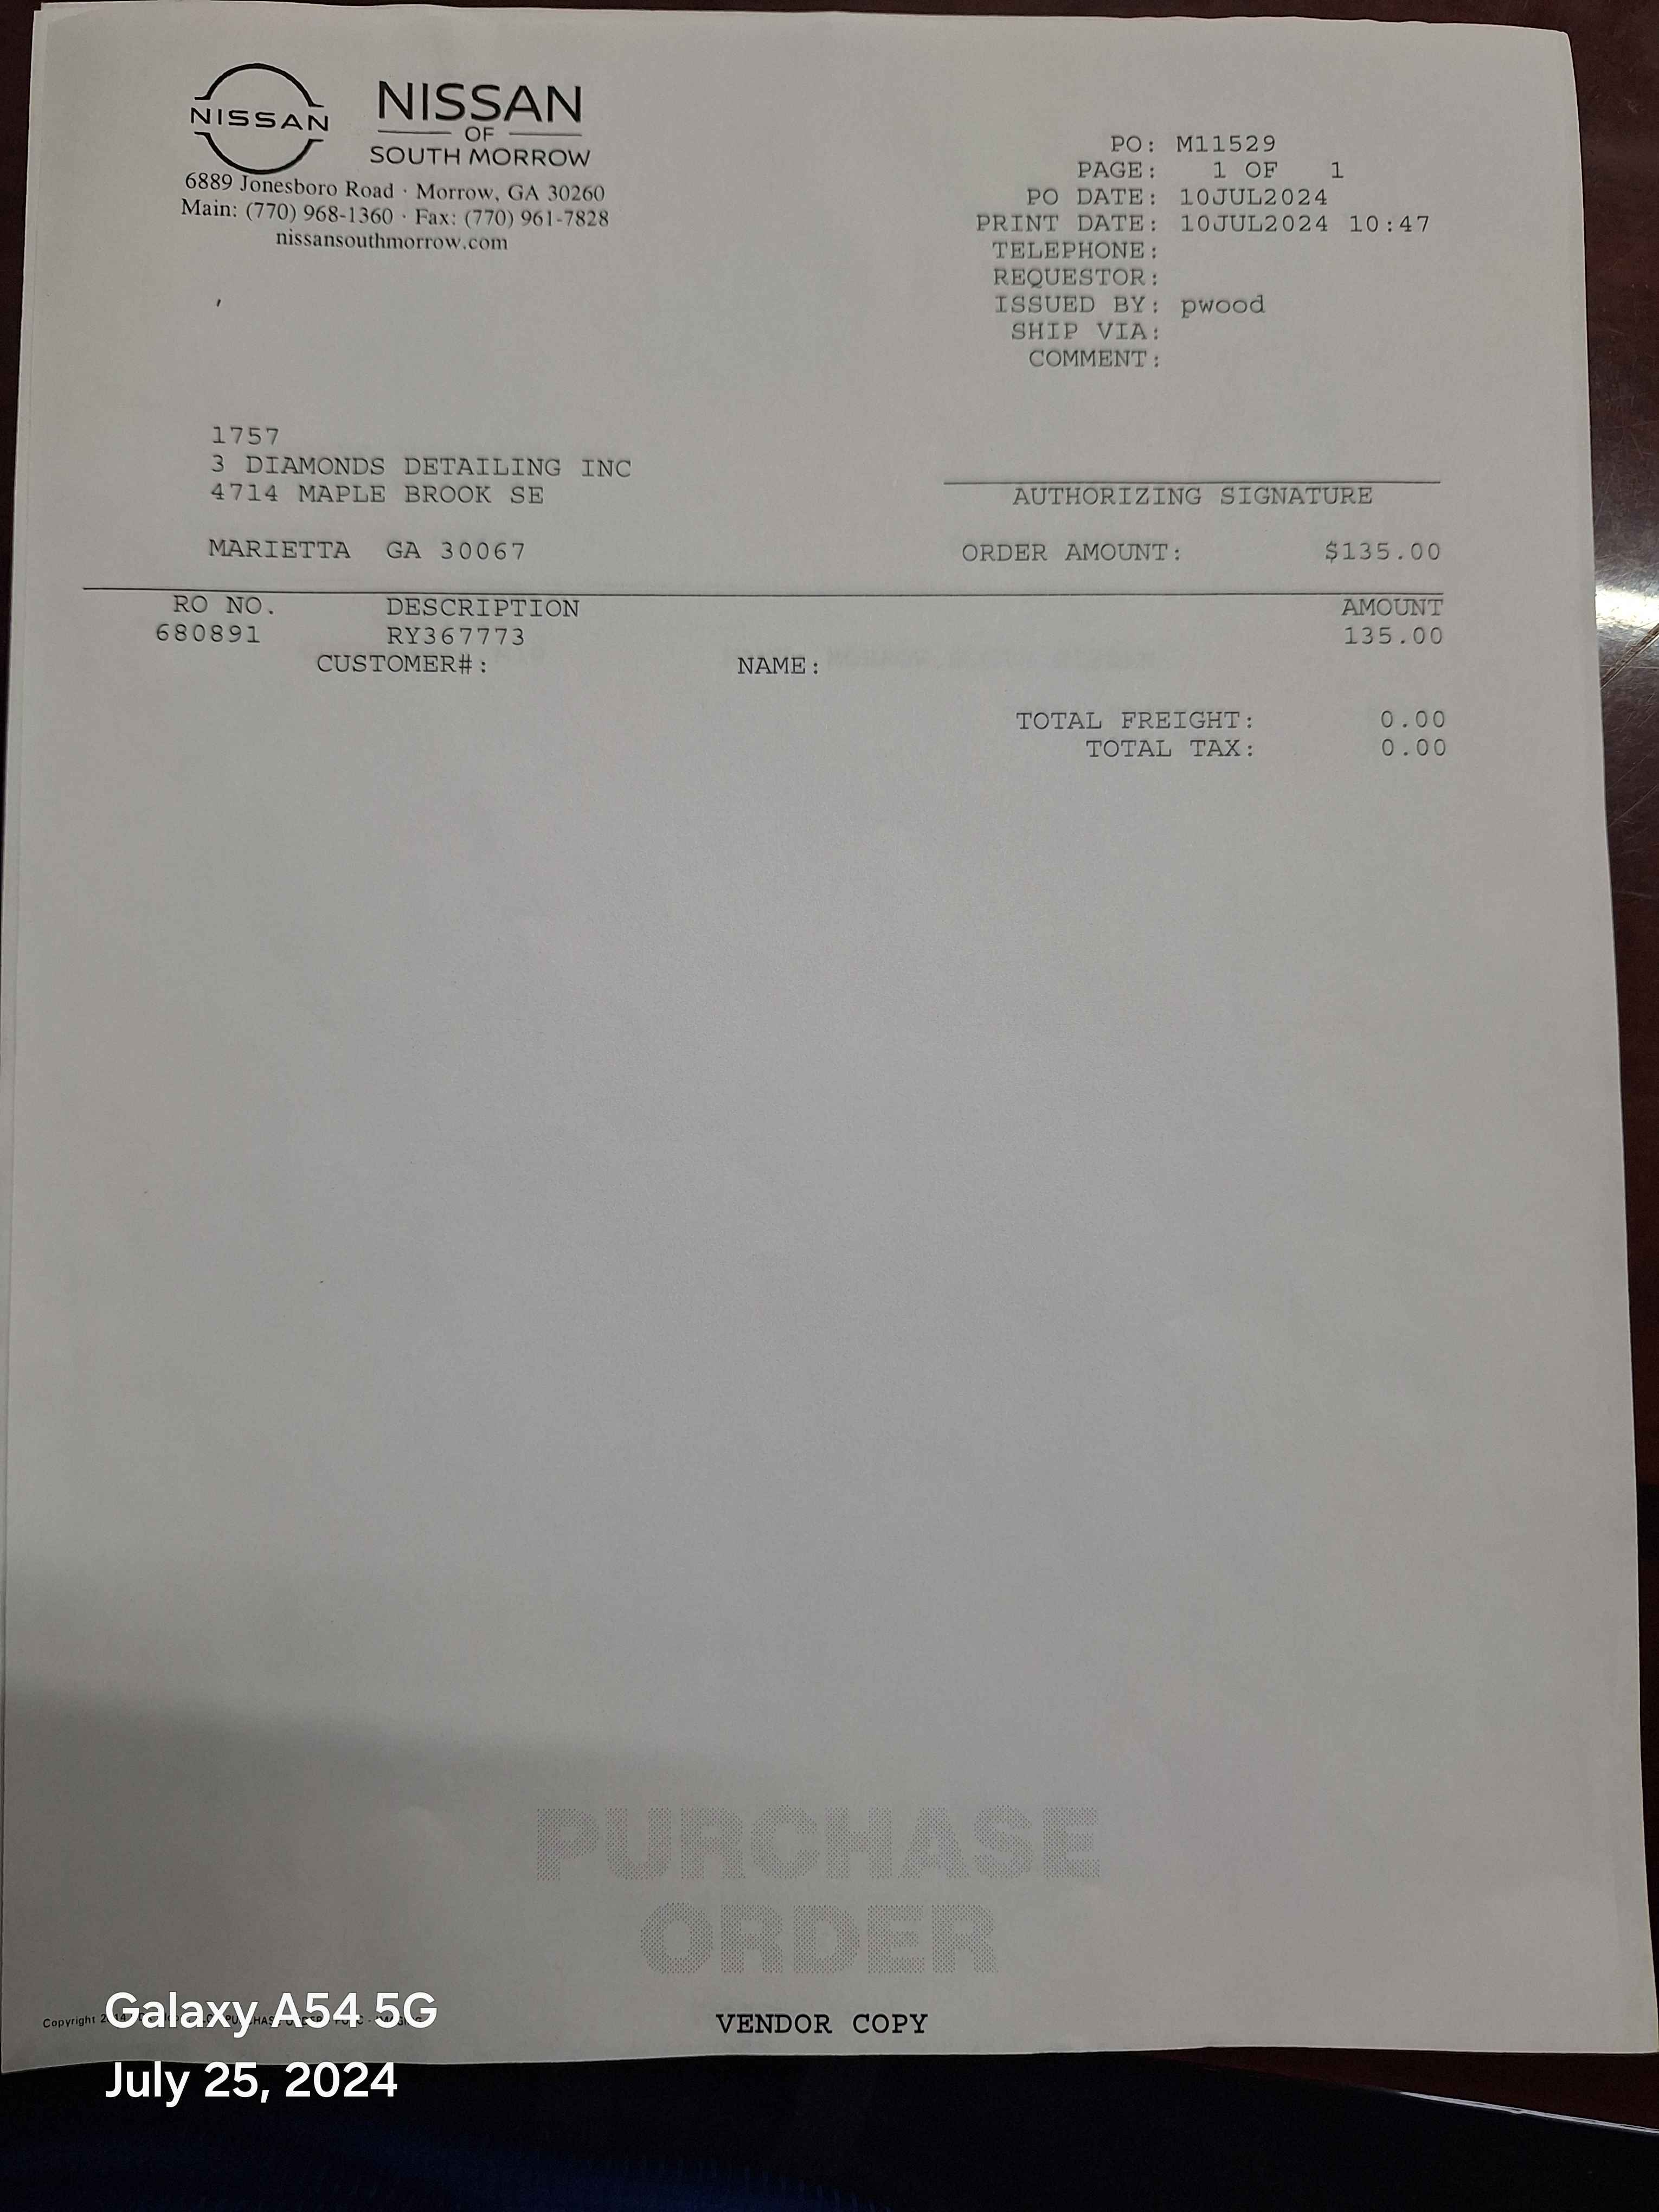 NISSAN
NISSAN
OF
SOUTH MORROW
6889 Jonesboro Road · Morrow, GA 30260
Main: (770) 968-1360 · Fax: (770) 961-7828
nissansouthmorrow.com
PO: M11529
PAGE: 1 OF 1
PO DATE: 10JUL2024
PRINT DATE: 10JUL2024 10:47
TELEPHONE:
REQUESTOR:
ISSUED BY: pwood
SHIP VIA:
COMMENT:
,
1757
3 DIAMONDS DETAILING INC
4714 MAPLE BROOK SE
MARIETTA GA 30067
AUTHORIZING SIGNATURE
ORDER AMOUNT: $135.00
RO NO. DESCRIPTION AMOUNT
680891 RY367773 135.00
CUSTOMER#: NAME:
TOTAL FREIGHT: 0.00
TOTAL TAX: 0.00
PURCHASE
ORDER
VENDOR COPY
Copyright
Galaxy A54 5G
July 25, 2024